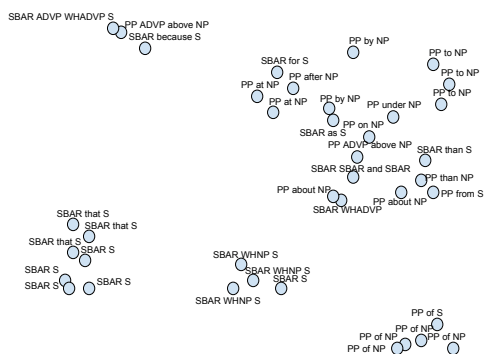 SBAR ADVP WHADVP S
PP ADVP above NP
SBAR because S
PP by NP
PP to NP
SBAR for S
PP after NP
PP to NP
PP at NP
PP at NP
PP by NP
PP under NP
PP to NP
SBAR as S
PP on NP
PP ADVP above NP
SBAR than S
SBAR SBAR and SBAR
PP than NP
PP about NP
PP about NP
PP from S
SBAR WHADVP
SBAR that S
SBAR that S
SBAR that S
SBAR S
SBAR S
SBAR S
SBAR S
SBAR WHNP S
SBAR WHNP S
SBAR S
SBAR WHNP S
PP of S
PP of NP
PP of NP
PP of NP
PP of NP